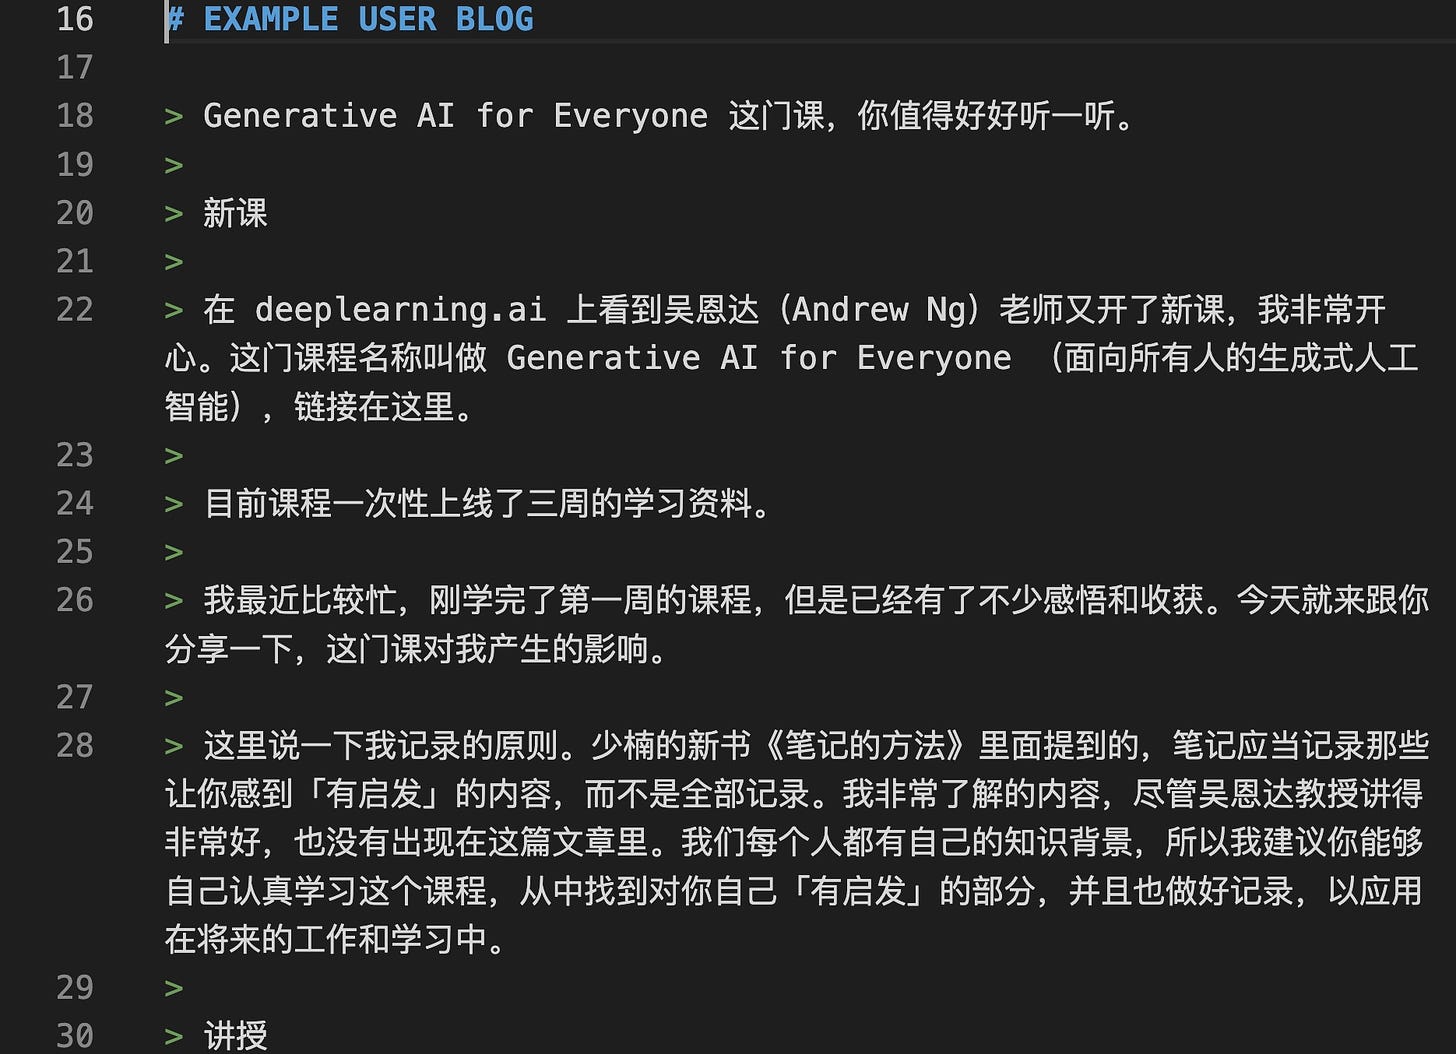 16 # EXAMPLE USER BLOG
17
18 > Generative AI for Everyone 这门课，你值得好好听一听。
19 >
20 > 新课
21 >
22 > 在 deeplearning.ai 上看到吴恩达（Andrew Ng）老师又开了新课，我非常开
心。这门课程名称叫做 Generative AI for Everyone （面向所有人的生成式人工
智能），链接在这里。
23 >
24 > 目前课程一次性上线了三周的学习资料。
25 >
26 > 我最近比较忙，刚学完了第一周的课程，但是已经有了不少感悟和收获。今天就来跟你
分享一下，这门课对我产生的影响。
27 >
28 > 这里说一下我记录的原则。少楠的新书《笔记的方法》里面提到的，笔记应当记录那些
让你感到「有启发」的内容，而不是全部记录。我非常了解的内容，尽管吴恩达教授讲得
非常好，也没有出现在这篇文章里。我们每个人都有自己的知识背景，所以我建议你能够
自己认真学习这个课程，从中找到对你自己「有启发」的部分，并且也做好记录，以应用
在将来的工作和学习中。
29 >
30 > 讲授